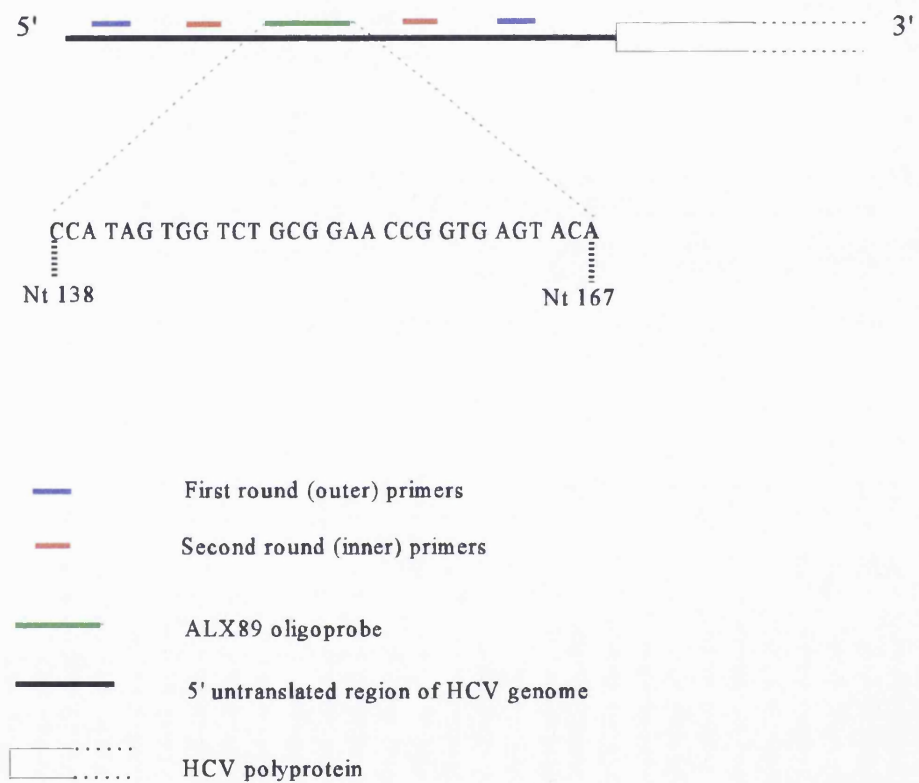 5' 3'
CCA TAG TGG TCT GCG GAA CCG GTG AGT ACA
Nt 138 Nt 167
First round (outer) primers
Second round (inner) primers
ALX89 oligoprobe
5' untranslated region of HCV genome
HCV polyprotein